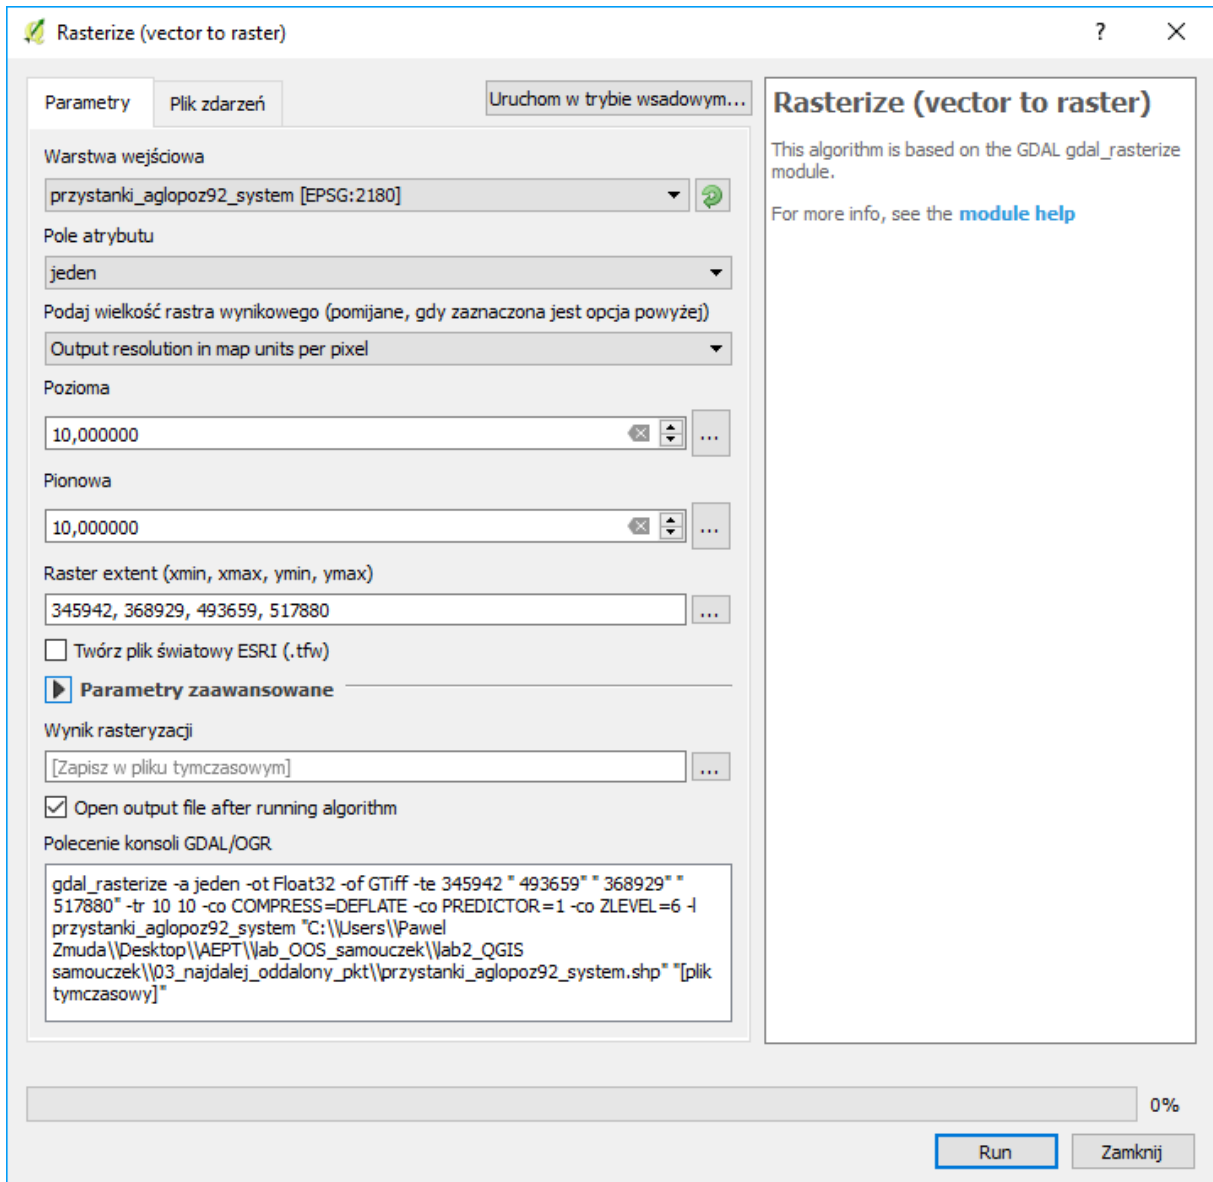 Rasterize (vector to raster)
?
Parametry
Plik zdarzeń
Uruchom w trybie wsadowym...
Warstwa wejściowa
przystanki_aglopoz92_system [EPSG:2180]
Pole atrybutu
jeden
Podaj wielkość rastra wynikowego (pomijane, gdy zaznaczona jest opcja powyżej)
Output resolution in map units per pixel
Pozioma
10,000000
...
Pionowa
10,000000
...
Raster extent (xmin, xmax, ymin, ymax)
345942, 368929, 493659, 517880
...
Twórz plik światowy ESRI (.tfw)
Parametry zaawansowane
Wynik rasteryzacji
[Zapisz w pliku tymczasowym]
...
Open output file after running algorithm
Polecenie konsoli GDAL/OGR
gdal_rasterize -a jeden -ot Float32 -of GTiff -te 345942 " 493659" " 368929" "
517880" -tr 10 10 -co COMPRESS=DEFLATE -co PREDICTOR=1 -co ZLEVEL=6 -l
przystanki_aglopoz92_system "C:\\Users\\Pawel
Zmuda\\Desktop\\AEPT\\lab_OOS_samouczek\\lab2_QGIS
samouczek\\03_najdalej_oddalony_pkt\\przystanki_aglopoz92_system.shp" "[plik
tymczasowy]"
Rasterize (vector to raster)
This algorithm is based on the GDAL gdal_rasterize
module.
For more info, see the module help
0%
Run
Zamknij